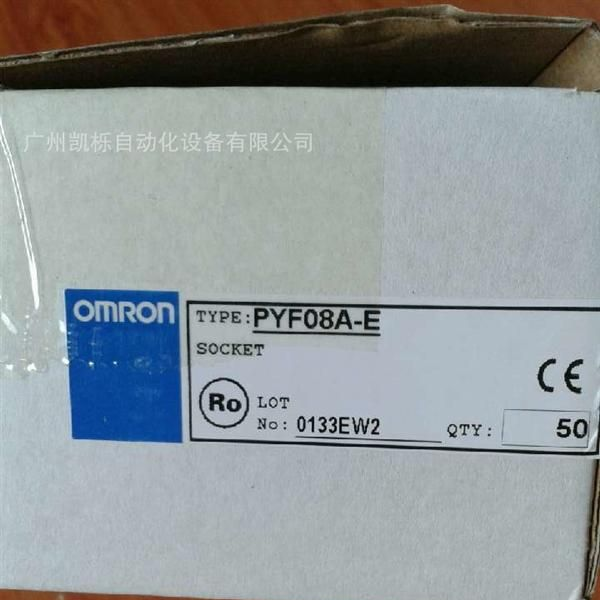 广州凯栎自动化设备有限公司
OMRON
TYPE: PYF08A-E
SOCKET
CE
Ro
LOT
No: 0133EW2
QTY: 50